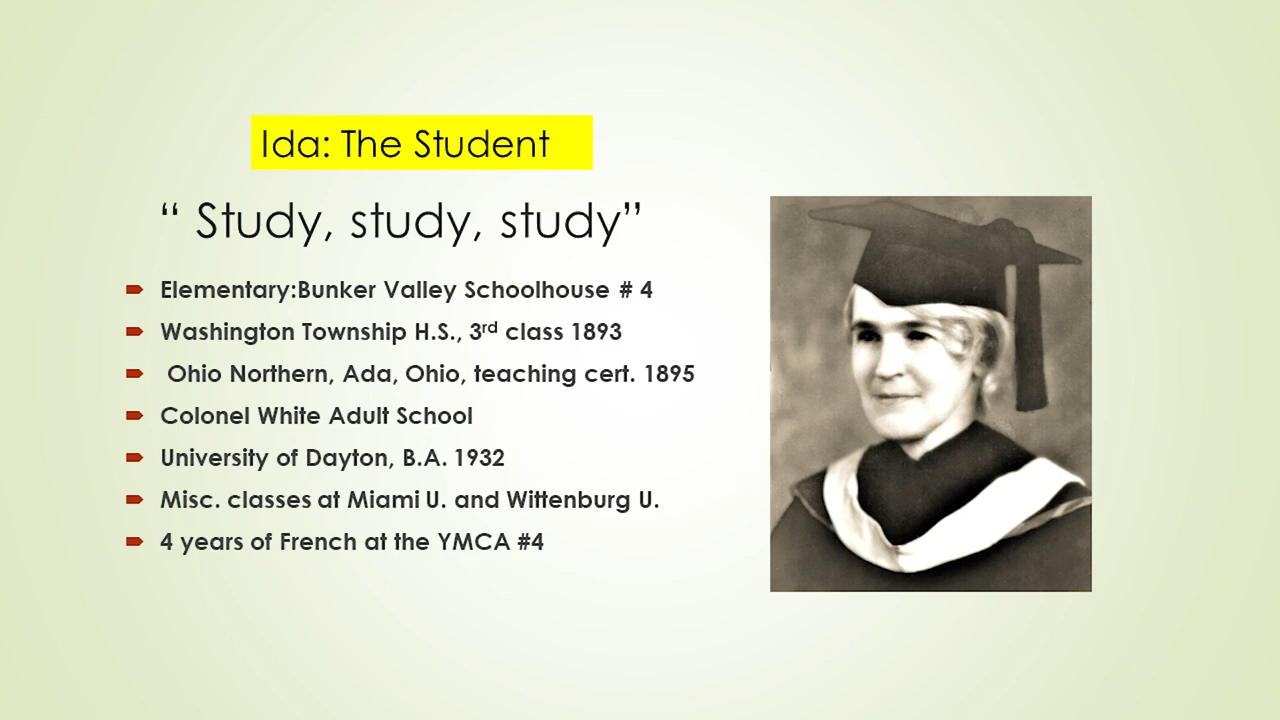 Ida: The Student
“ Study, study, study”
Elementary:Bunker Valley Schoolhouse # 4
Washington Township H.S., 3rd class 1893
Ohio Northern, Ada, Ohio, teaching cert. 1895
Colonel White Adult School
University of Dayton, B.A. 1932
Misc. classes at Miami U. and Wittenburg U.
4 years of French at the YMCA #4